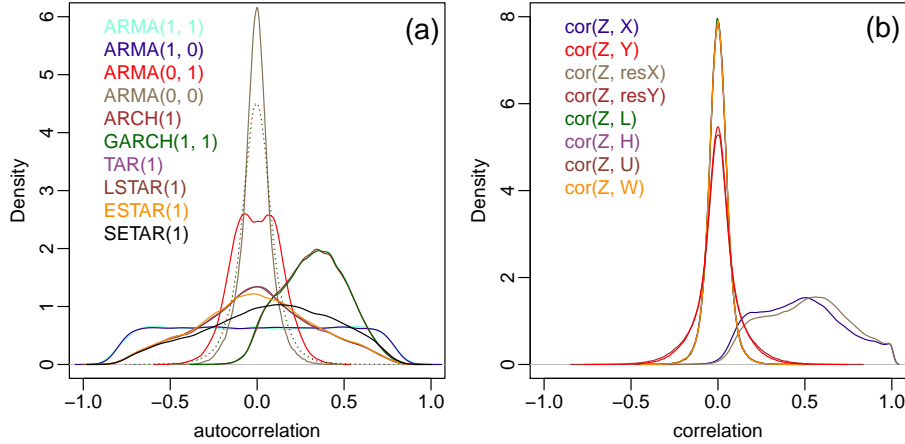 (a)
ARMA(1, 1)
ARMA(1, 0)
ARMA(0, 1)
ARMA(0, 0)
ARCH(1)
GARCH(1, 1)
TAR(1)
LSTAR(1)
ESTAR(1)
SETAR(1)
Density
6
5
4
3
2
1
0
−1.0
−0.5
0.0
0.5
1.0
autocorrelation
(b)
cor(Z, X)
cor(Z, Y)
cor(Z, resX)
cor(Z, resY)
cor(Z, L)
cor(Z, H)
cor(Z, U)
cor(Z, W)
Density
8
6
4
2
0
−1.0
−0.5
0.0
0.5
1.0
correlation